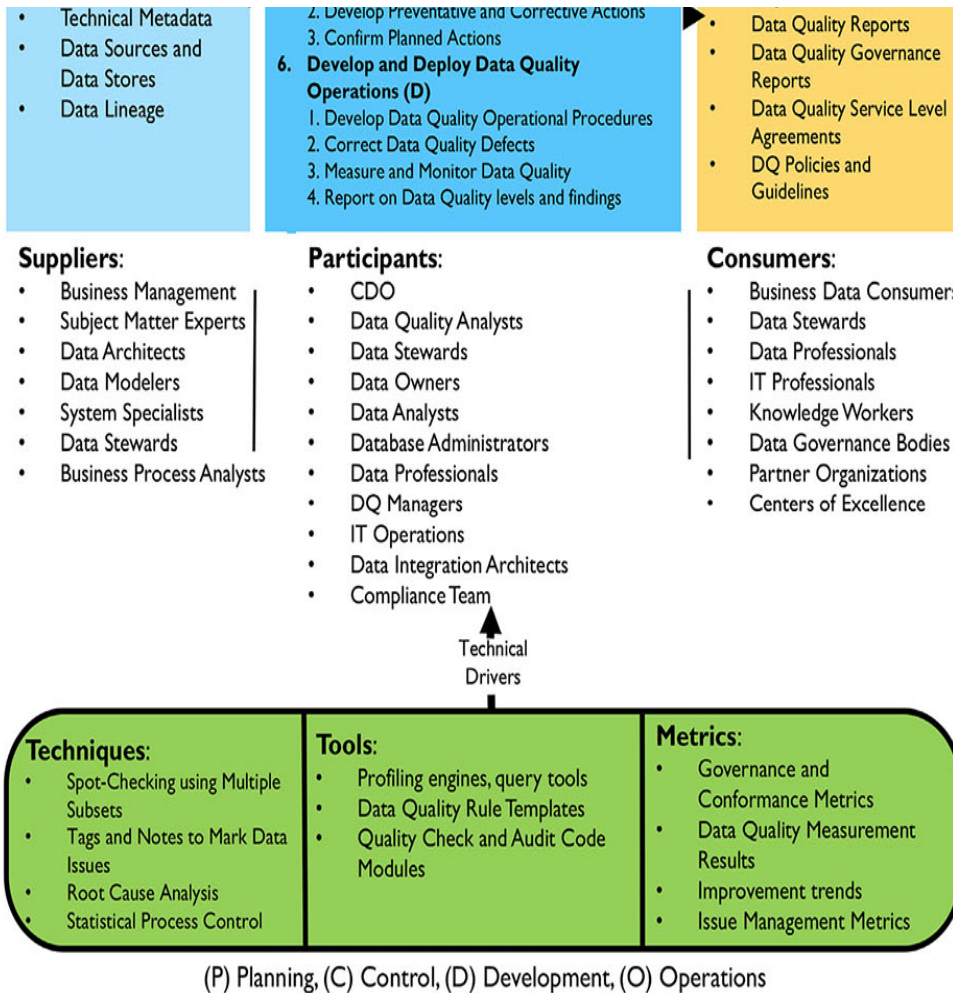 • Technical Metadata
• Data Sources and
Data Stores
• Data Lineage
2. Develop Preventative and Corrective Actions
3. Confirm Planned Actions
6. Develop and Deploy Data Quality
Operations (D)
1. Develop Data Quality Operational Procedures
2. Correct Data Quality Defects
3. Measure and Monitor Data Quality
4. Report on Data Quality levels and findings
• Data Quality Reports
• Data Quality Governance
Reports
• Data Quality Service Level
Agreements
• DQ Policies and
Guidelines
Suppliers:
• Business Management
• Subject Matter Experts
• Data Architects
• Data Modelers
• System Specialists
• Data Stewards
• Business Process Analysts
Participants:
• CDO
• Data Quality Analysts
• Data Stewards
• Data Owners
• Data Analysts
• Database Administrators
• Data Professionals
• DQ Managers
• IT Operations
• Data Integration Architects
• Compliance Team
Consumers:
• Business Data Consumers
• Data Stewards
• Data Professionals
• IT Professionals
• Knowledge Workers
• Data Governance Bodies
• Partner Organizations
• Centers of Excellence
Technical
Drivers
Techniques:
• Spot-Checking using Multiple
Subsets
• Tags and Notes to Mark Data
Issues
• Root Cause Analysis
• Statistical Process Control
Tools:
• Profiling engines, query tools
• Data Quality Rule Templates
• Quality Check and Audit Code
Modules
Metrics:
• Governance and
Conformance Metrics
• Data Quality Measurement
Results
• Improvement trends
• Issue Management Metrics
(P) Planning, (C) Control, (D) Development, (O) Operations